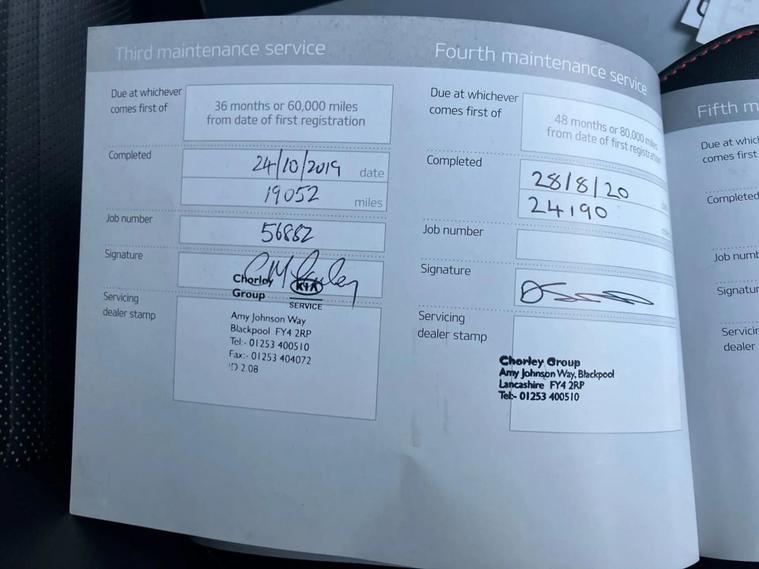 Third maintenance service
Due at whichever
comes first of
36 months or 60,000 miles
from date of first registration
Completed
24/10/2019 date
19052 miles
Job number
56882
Signature
Chorley KIA
Group SERVICE
Servicing
dealer stamp
Amy Johnson Way
Blackpool FY4 2RP
Tel:- 01253 400510
Fax:- 01253 404072
Fourth maintenance service
Due at whichever
comes first of
48 months or 80,000 miles
from date of first registration
Completed
28/8/20
24190
Job number
Signature
Servicing
dealer stamp
Chorley Group
Amy Johnson Way, Blackpool
Lancashire FY4 2RP
Tel:- 01253 400510
Fifth m
Due at whic
comes first
Completed
Job numb
Signatur
Servicin
dealer